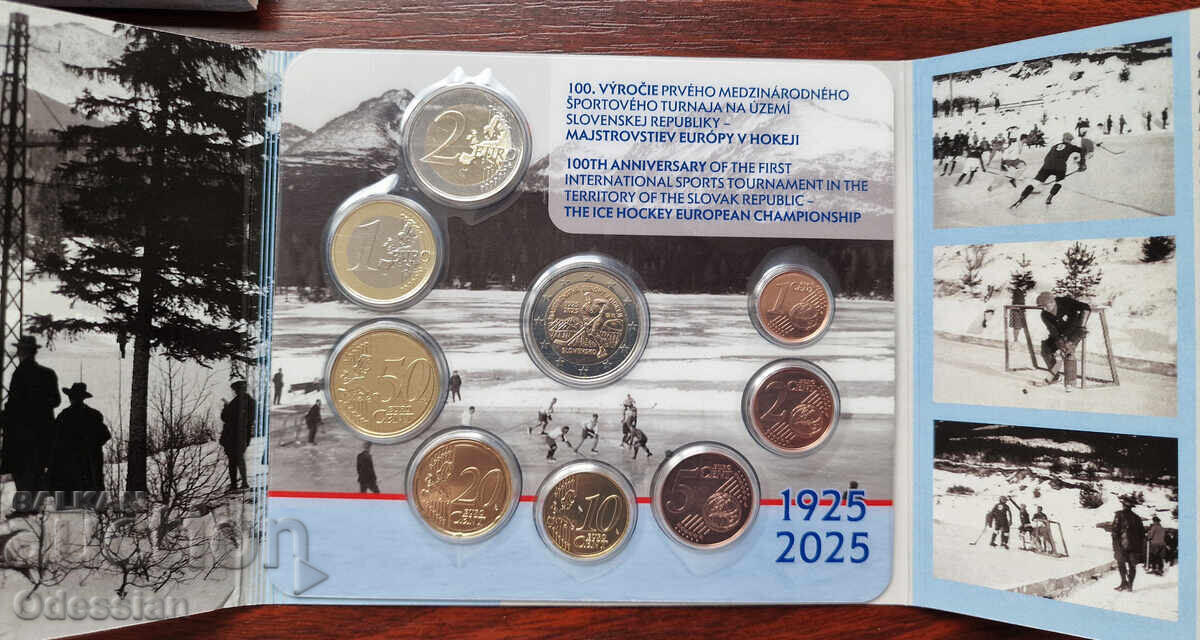 100. VÝROČIE PRVÉHO MEDZINÁRODNÉHO
ŠPORTOVÉHO TURNAJA NA ÚZEMÍ
SLOVENSKEJ REPUBLIKY –
MAJSTROVSTIEV EURÓPY V HOKEJI
100TH ANNIVERSARY OF THE FIRST
INTERNATIONAL SPORTS TOURNAMENT IN THE
TERRITORY OF THE SLOVAK REPUBLIC –
THE ICE HOCKEY EUROPEAN CHAMPIONSHIP
2 EURO
1 EURO
50 EURO CENT
20 EURO CENT
10 EURO CENT
5 EURO CENT
2 EURO CENT
1 EURO CENT
SLOVENSKO
1925
2025
BALKAN
auction
Odessian